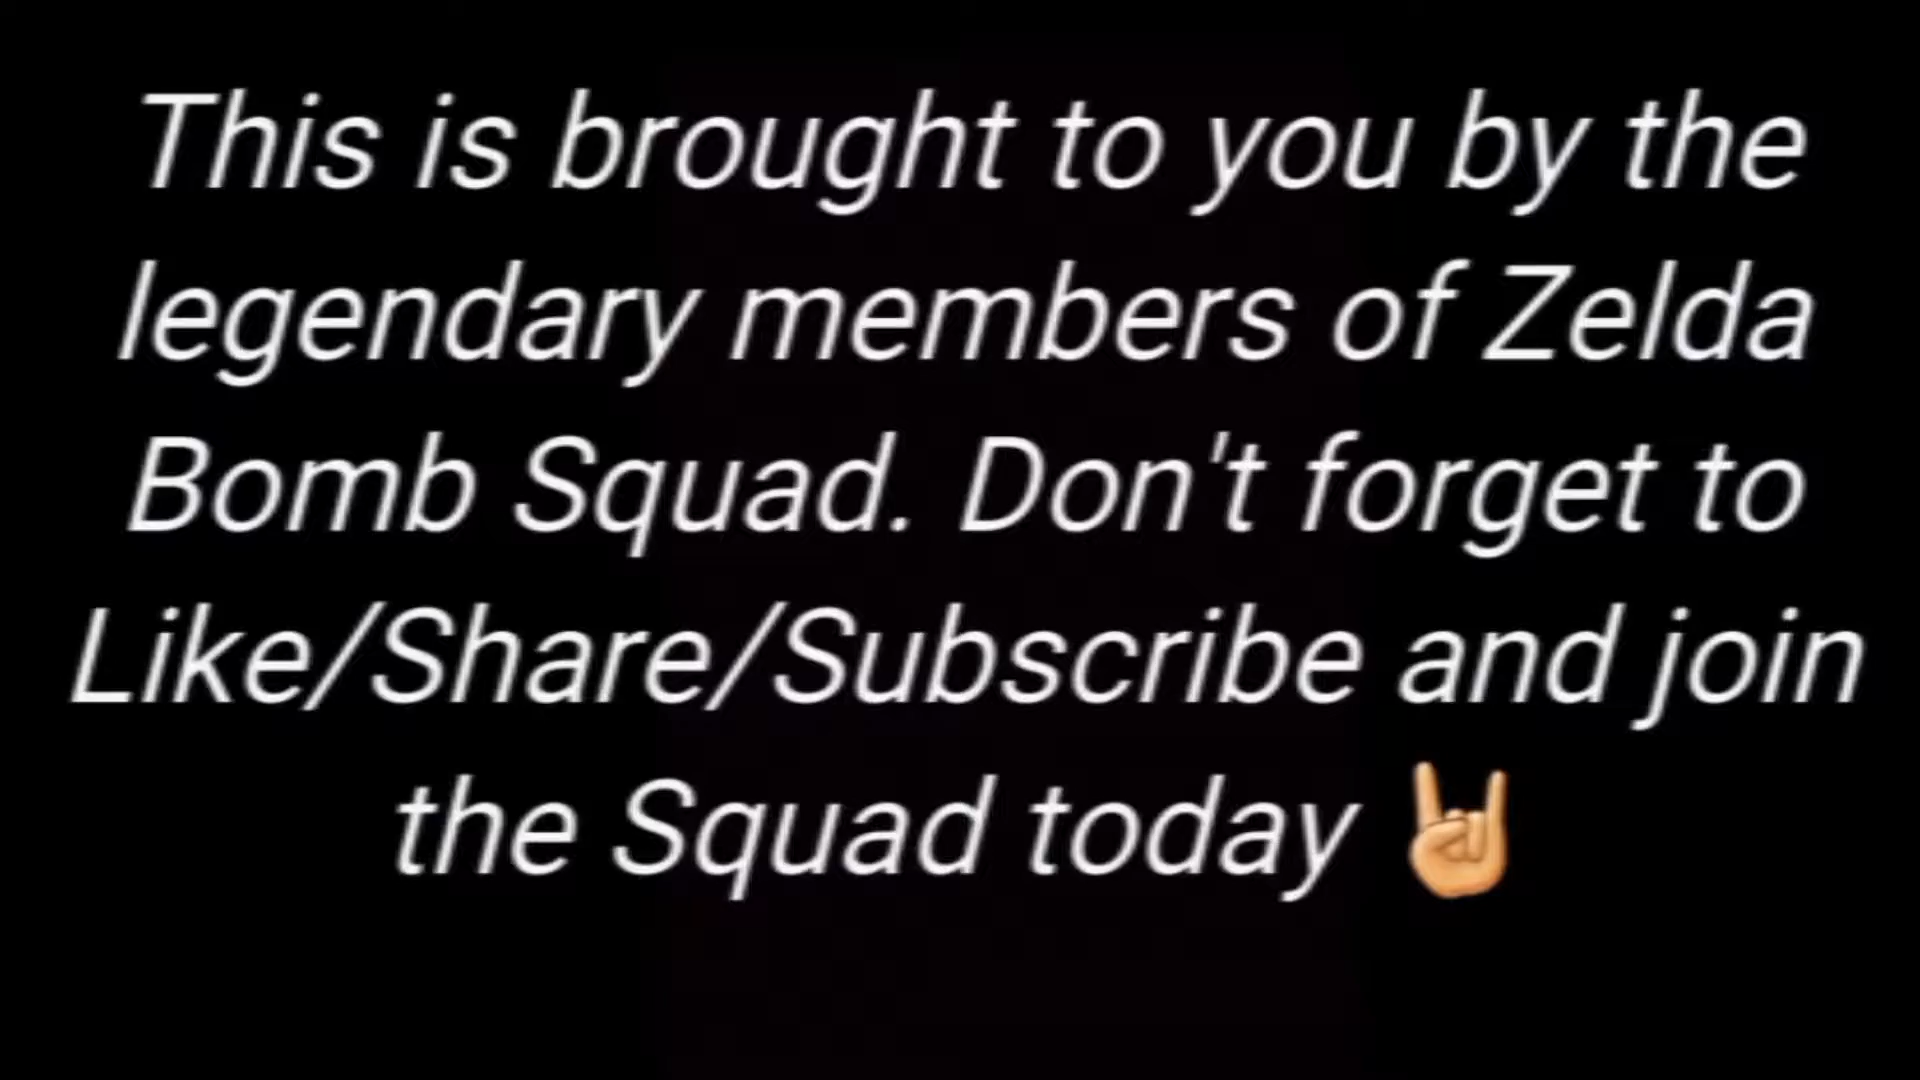 This is brought to you by the
legendary members of Zelda
Bomb Squad. Don't forget to
Like/Share/Subscribe and join
the Squad today 🤘